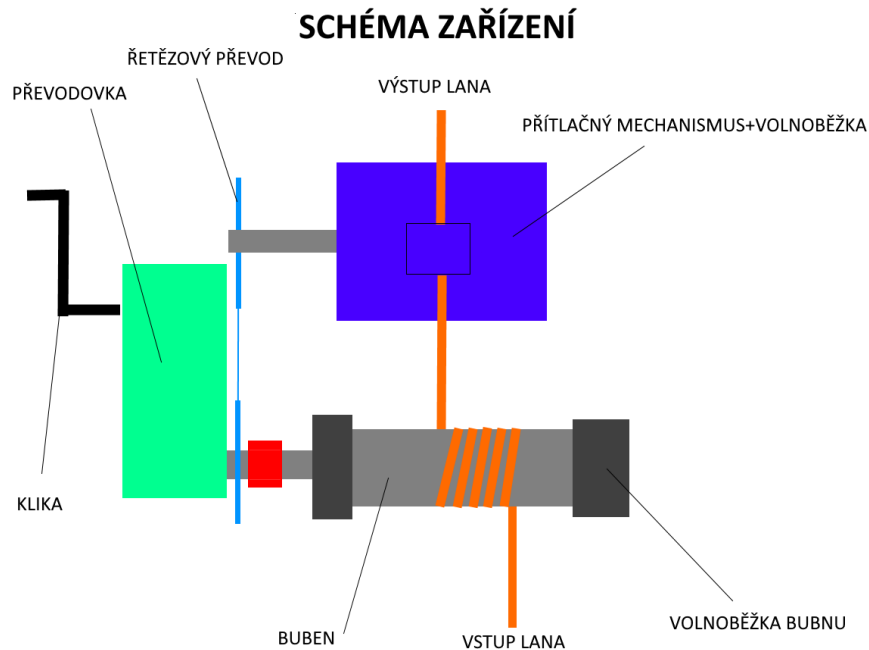 SCHÉMA ZAŘÍZENÍ
ŘETĚZOVÝ PŘEVOD
PŘEVODOVKA
VÝSTUP LANA
PŘÍTLAČNÝ MECHANISMUS+VOLNOBĚŽKA
KLIKA
BUBEN
VSTUP LANA
VOLNOBĚŽKA BUBNU